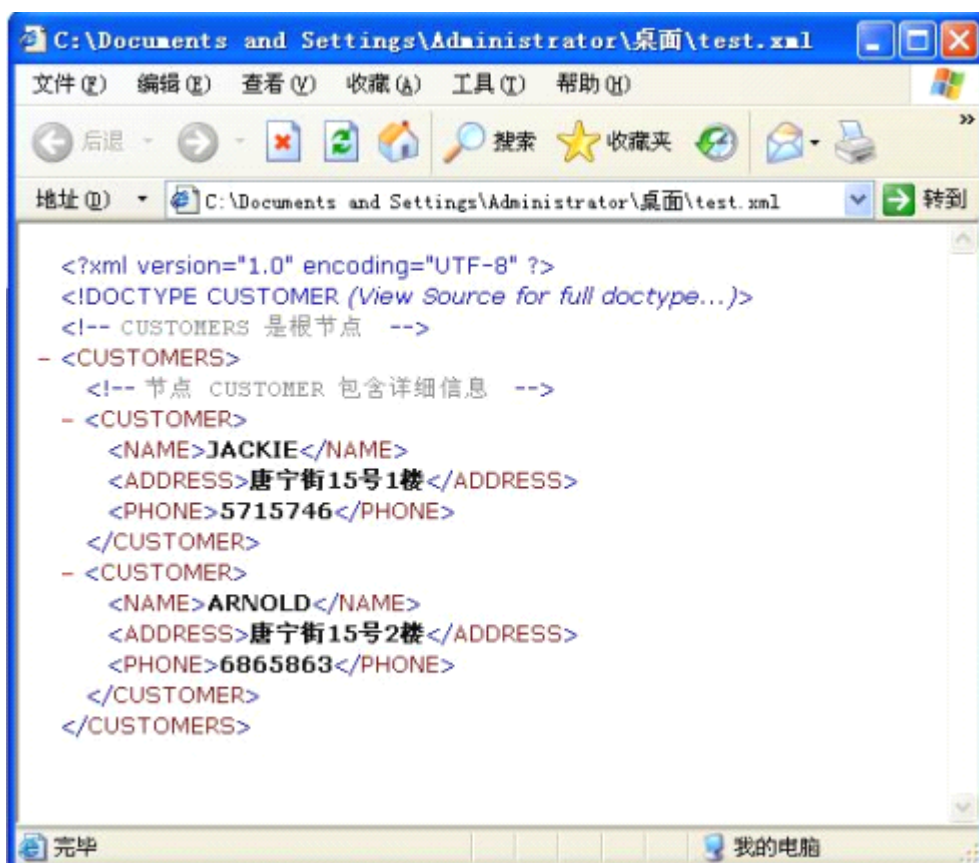 C:\Documents and Settings\Administrator\桌面\test.xml
文件(F) 编辑(E) 查看(V) 收藏(A) 工具(T) 帮助(H)
后退 搜索 收藏夹 »
地址(D) C:\Documents and Settings\Administrator\桌面\test.xml 转到
<?xml version="1.0" encoding="UTF-8" ?>
<!DOCTYPE CUSTOMER (View Source for full doctype...)>
<!-- CUSTOMERS 是根节点 -->
- <CUSTOMERS>
<!-- 节点 CUSTOMER 包含详细信息 -->
- <CUSTOMER>
<NAME>JACKIE</NAME>
<ADDRESS>唐宁街15号1楼</ADDRESS>
<PHONE>5715746</PHONE>
</CUSTOMER>
- <CUSTOMER>
<NAME>ARNOLD</NAME>
<ADDRESS>唐宁街15号2楼</ADDRESS>
<PHONE>6865863</PHONE>
</CUSTOMER>
</CUSTOMERS>
完毕 我的电脑